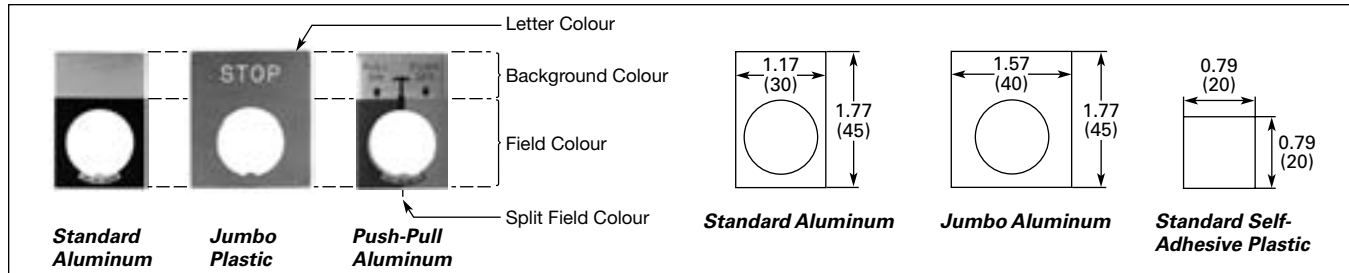 Letter Colour
Background Colour
Field Colour
Split Field Colour
STOP
Standard
Aluminum
Jumbo
Plastic
Push-Pull
Aluminum
1.17
(30)
1.77
(45)
Standard Aluminum
1.57
(40)
1.77
(45)
Jumbo Aluminum
0.79
(20)
0.79
(20)
Standard Self-
Adhesive Plastic